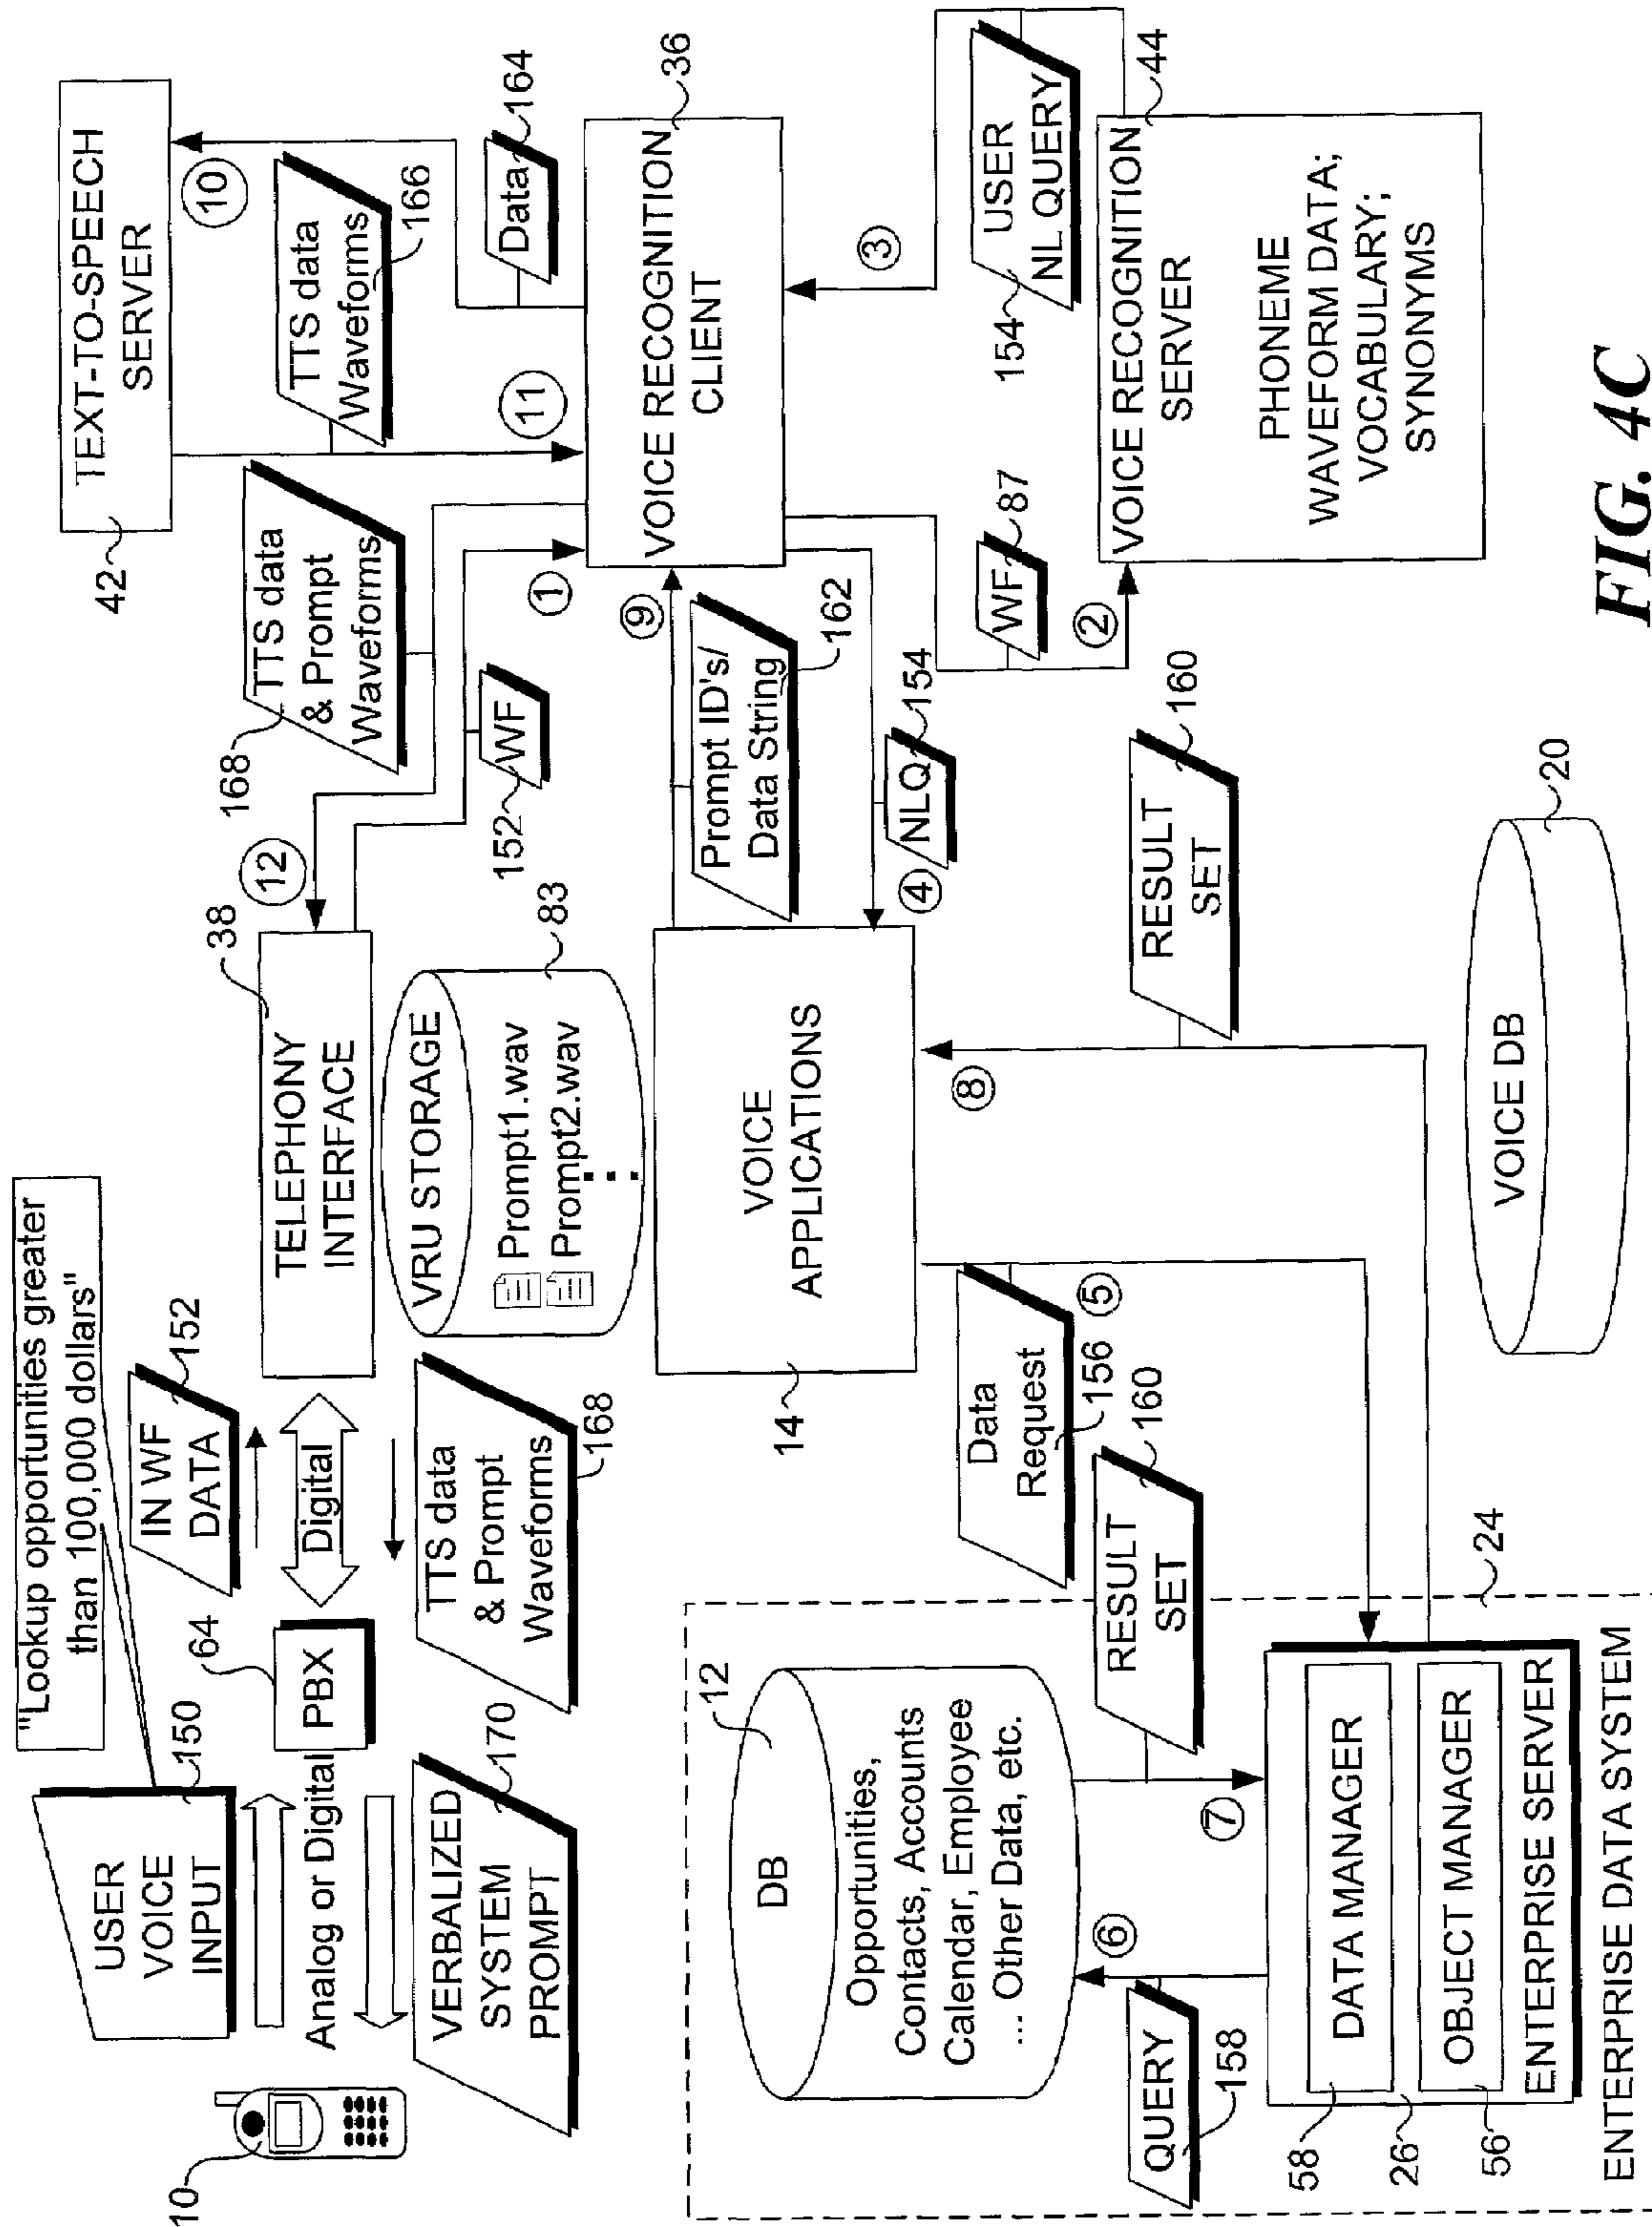 "Lookup opportunities greater
than 100,000 dollars"
USER
VOICE
INPUT
150
10
Analog or Digital
PBX
64
IN WF
DATA
152
Digital
TELEPHONY
INTERFACE
38
12
168
TTS data
& Prompt
Waveforms
42
TEXT-TO-SPEECH
SERVER
10
TTS data
Waveforms
166
Data
164
11
1
152
WF
VERBALIZED
SYSTEM
PROMPT
170
TTS data
& Prompt
Waveforms
168
VRU STORAGE
Prompt1.wav
Prompt2.wav
83
VOICE RECOGNITION
CLIENT
36
9
Prompt ID's/
Data String
162
NLQ
154
4
VOICE
APPLICATIONS
14
3
USER
NL QUERY
154
WF
87
2
VOICE RECOGNITION
SERVER
44
PHONEME
WAVEFORM DATA;
VOCABULARY;
SYNONYMS
DB
12
Opportunities,
Contacts, Accounts
Calendar, Employee
... Other Data, etc.
Data
Request
156
5
RESULT
SET
160
8
RESULT
SET
160
QUERY
158
6
7
24
DATA MANAGER
58
OBJECT MANAGER
56
ENTERPRISE SERVER
26
ENTERPRISE DATA SYSTEM
VOICE DB
20
FIG. 4C